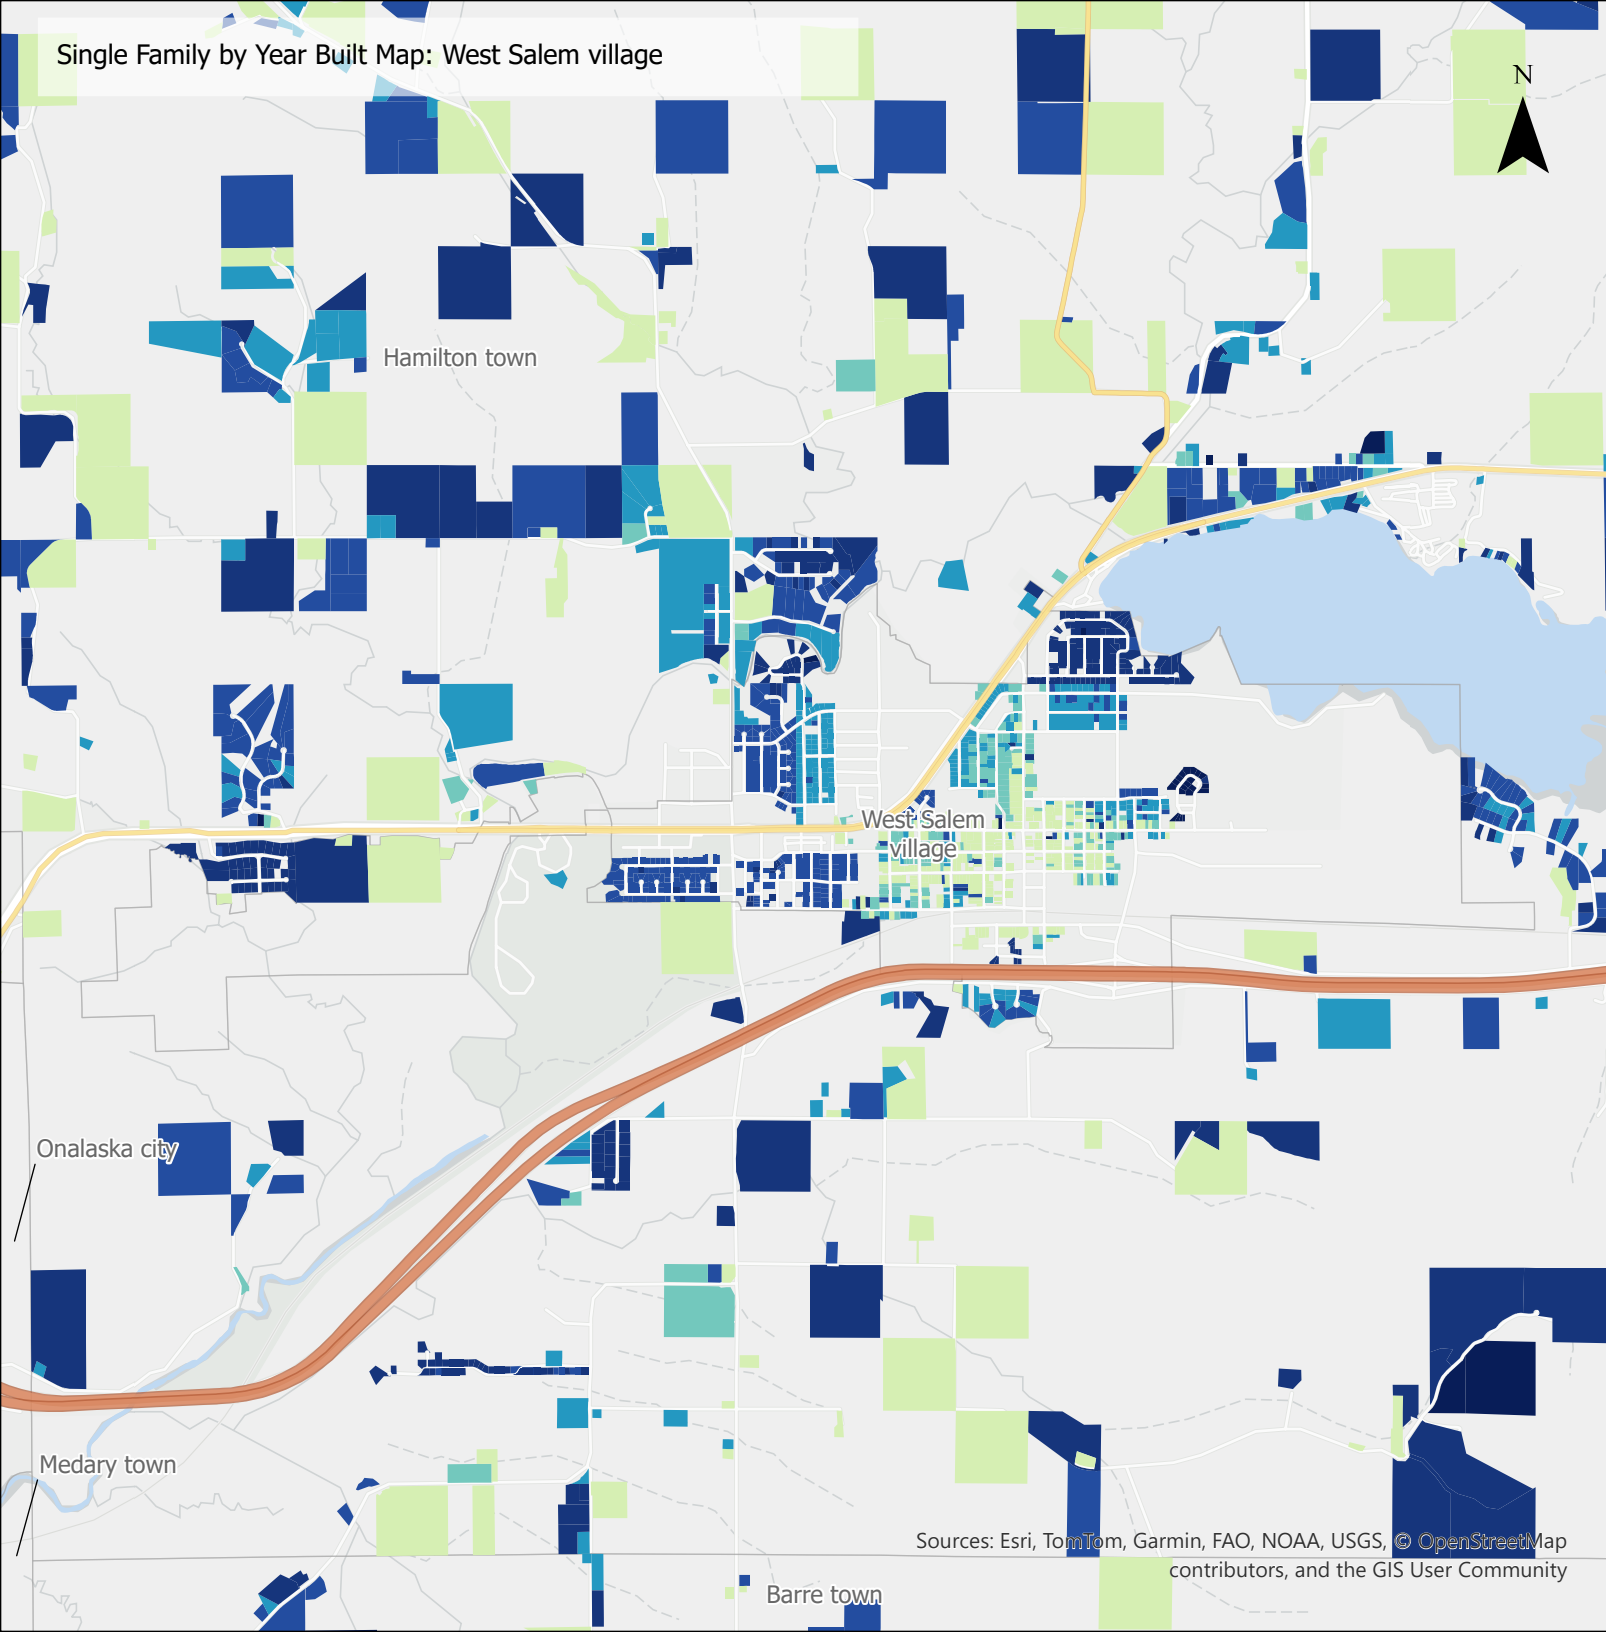 Single Family by Year Built Map: West Salem village
N
Hamilton town
West Salem
village
Onalaska city
Medary town
Sources: Esri, TomTom, Garmin, FAO, NOAA, USGS, © OpenStreetMap
contributors, and the GIS User Community
Barre town